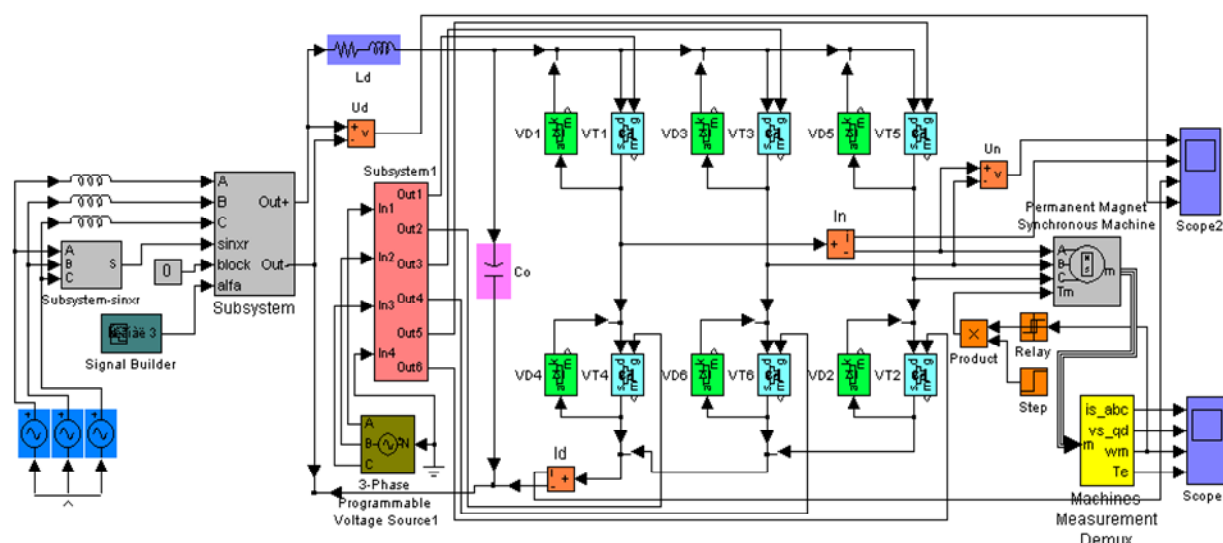 Ld
Ud
+
v
-
VD1
VT1
VD3
VT3
VD5
VT5
Un
+
v
-
Scope2
Subsystem1
In1
In2
In3
In4
Out1
Out2
Out3
Out4
Out5
Out6
A
B
C
sinxr
block
alfa
Out+
Out-
Subsystem
A
B
C
s
Subsystem-sinxr
0
Signal Builder
Co
In
+
i
-
Permanent Magnet
Synchronous Machine
A
B
C
Tm
m
N
S
Product
Relay
Step
VD4
VT4
VD6
VT6
VD2
VT2
A
B
C
N
3-Phase
Programmable
Voltage Source1
Id
i
-
+
m
is_abc
vs_qd
wm
Te
Machines
Measurement
Demux
Scope